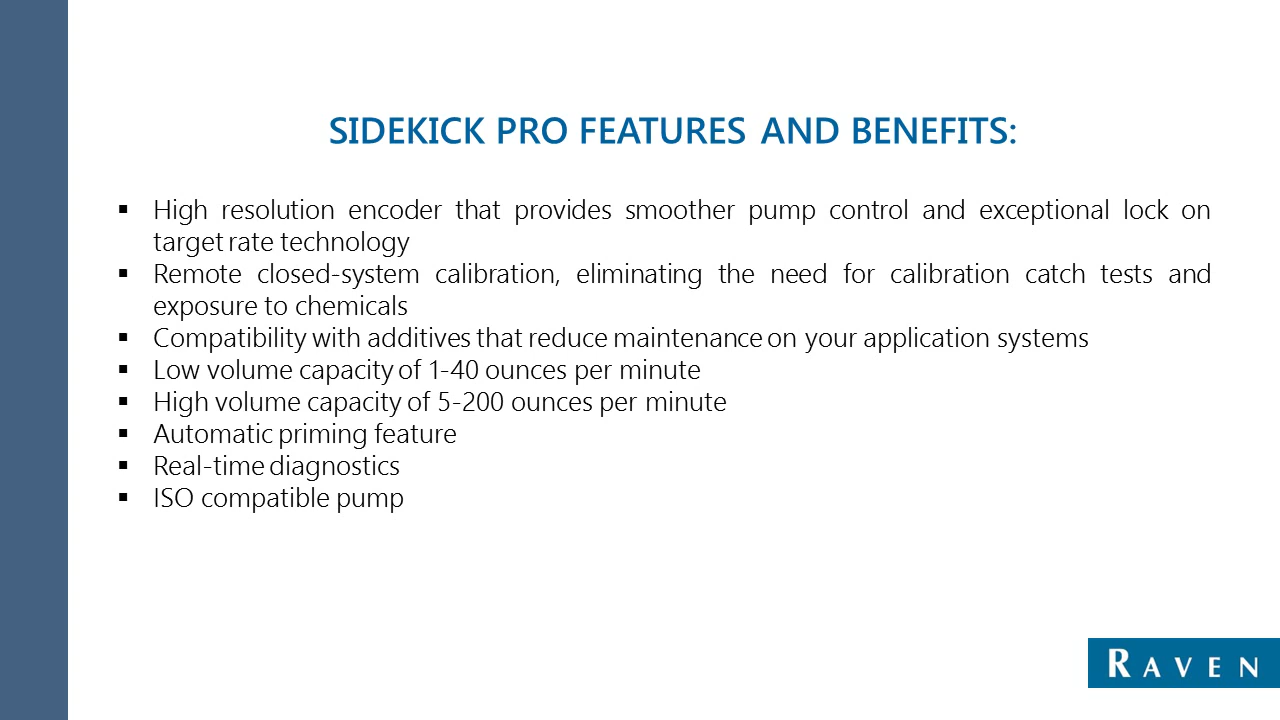 SIDEKICK PRO FEATURES AND BENEFITS:
▪ High resolution encoder that provides smoother pump control and exceptional lock on
target rate technology
▪ Remote closed-system calibration, eliminating the need for calibration catch tests and
exposure to chemicals
▪ Compatibility with additives that reduce maintenance on your application systems
▪ Low volume capacity of 1-40 ounces per minute
▪ High volume capacity of 5-200 ounces per minute
▪ Automatic priming feature
▪ Real-time diagnostics
▪ ISO compatible pump
RAVEN